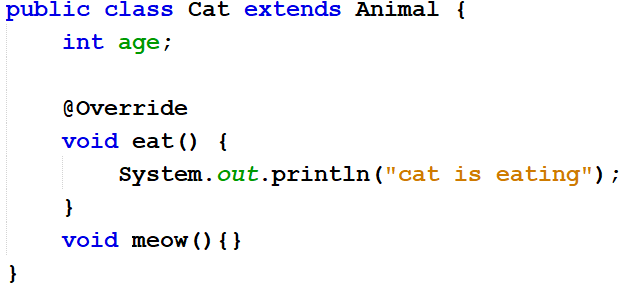 public class Cat extends Animal {
    int age;

    @Override
    void eat() {
        System.out.println("cat is eating");
    }
    void meow(){}
}